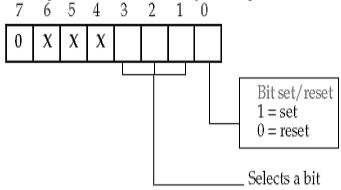 7 6 5 4 3 2 1 0
0 X X X
Bit set/reset
1 = set
0 = reset
Selects a bit